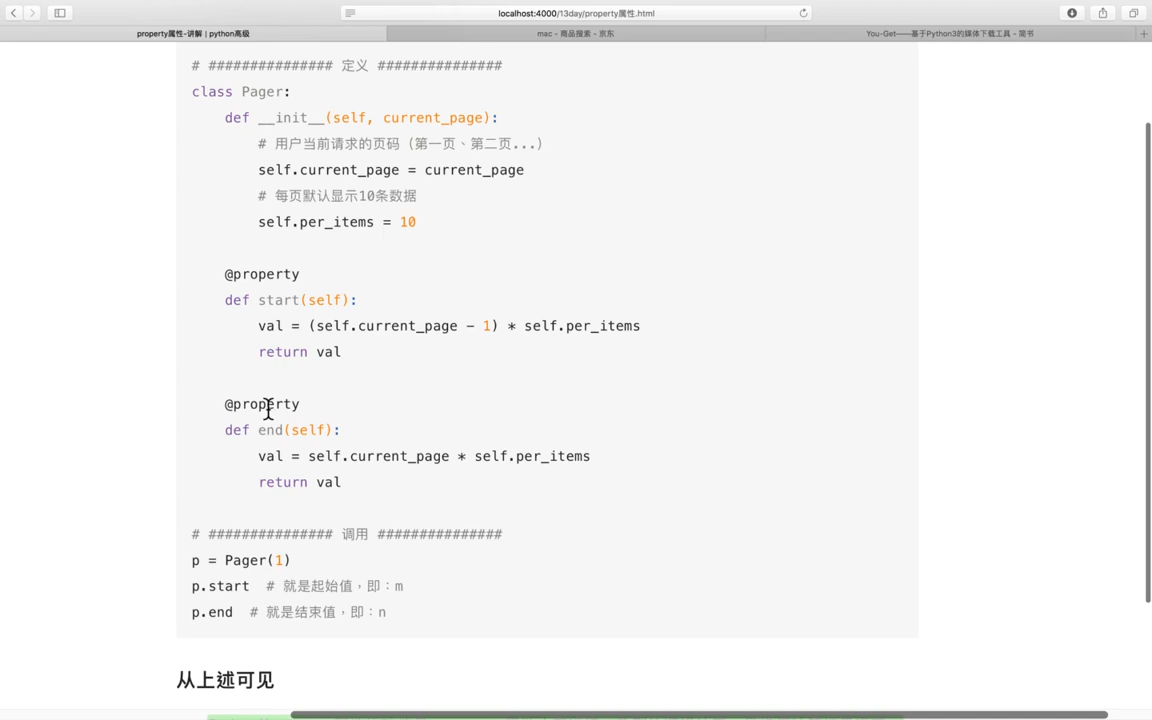 localhost:4000/13day/property属性.html
property属性-讲解 | python高级
mac - 商品搜索 - 京东
You-Get——基于Python3的媒体下载工具 - 简书
# ############### 定义 ###############
class Pager:
    def __init__(self, current_page):
        # 用户当前请求的页码（第一页、第二页...)
        self.current_page = current_page
        # 每页默认显示10条数据
        self.per_items = 10
    @property
    def start(self):
        val = (self.current_page - 1) * self.per_items
        return val
    @property
    def end(self):
        val = self.current_page * self.per_items
        return val
# ############### 调用 ###############
p = Pager(1)
p.start  # 就是起始值，即：m
p.end  # 就是结束值，即：n
从上述可见